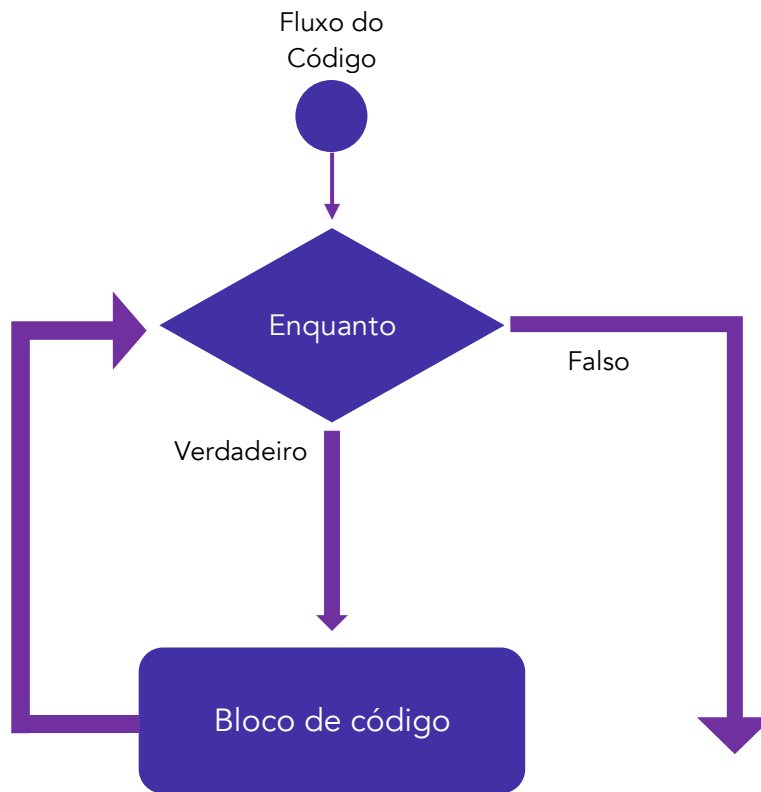 Fluxo do
Código
Enquanto
Falso
Verdadeiro
Bloco de código